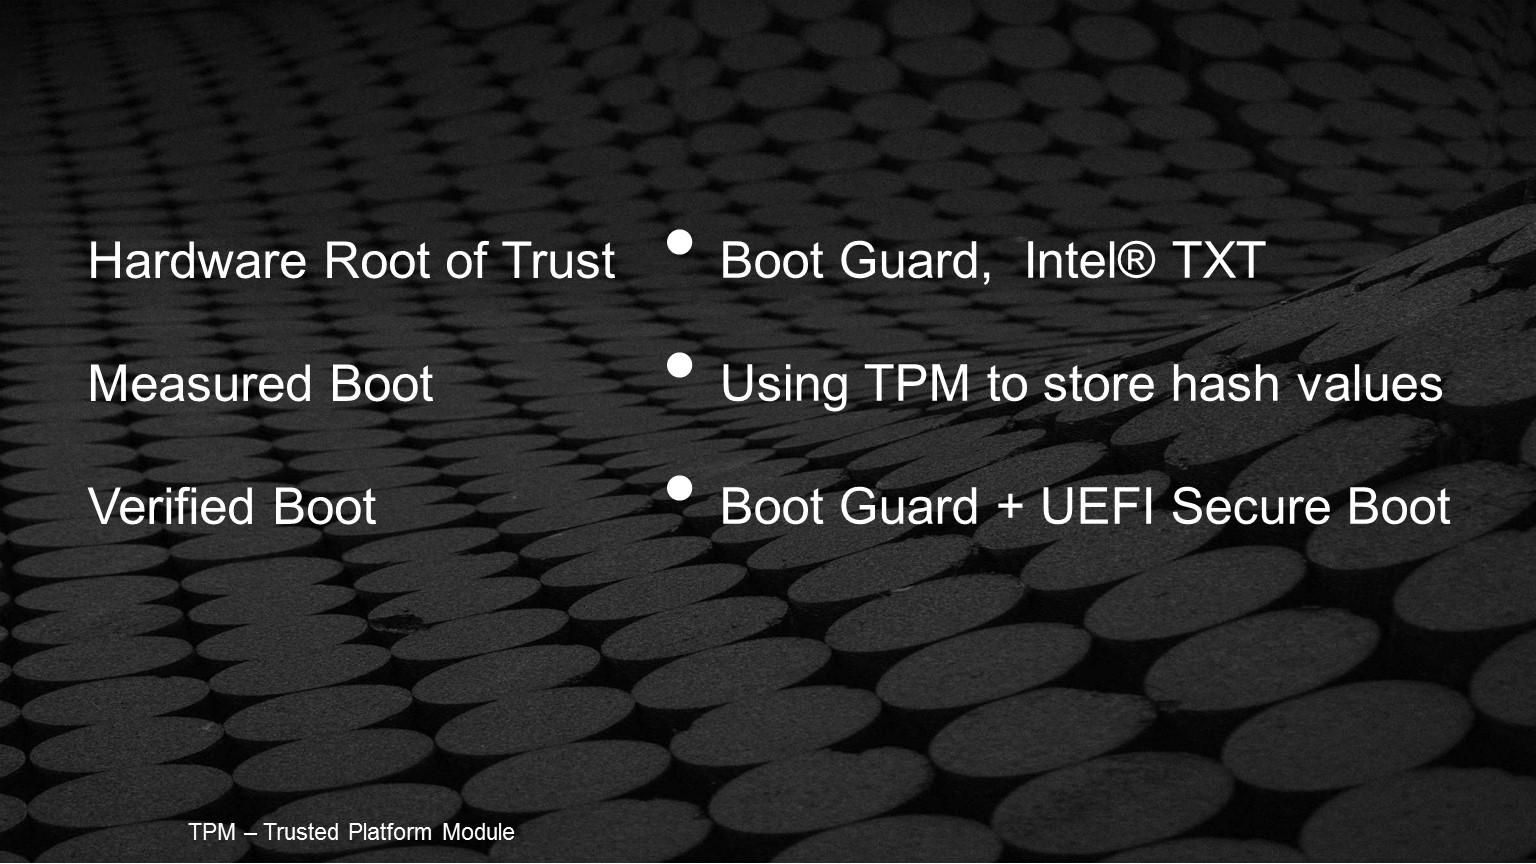 Hardware Root of Trust • Boot Guard, Intel® TXT
Measured Boot • Using TPM to store hash values
Verified Boot • Boot Guard + UEFI Secure Boot
TPM – Trusted Platform Module